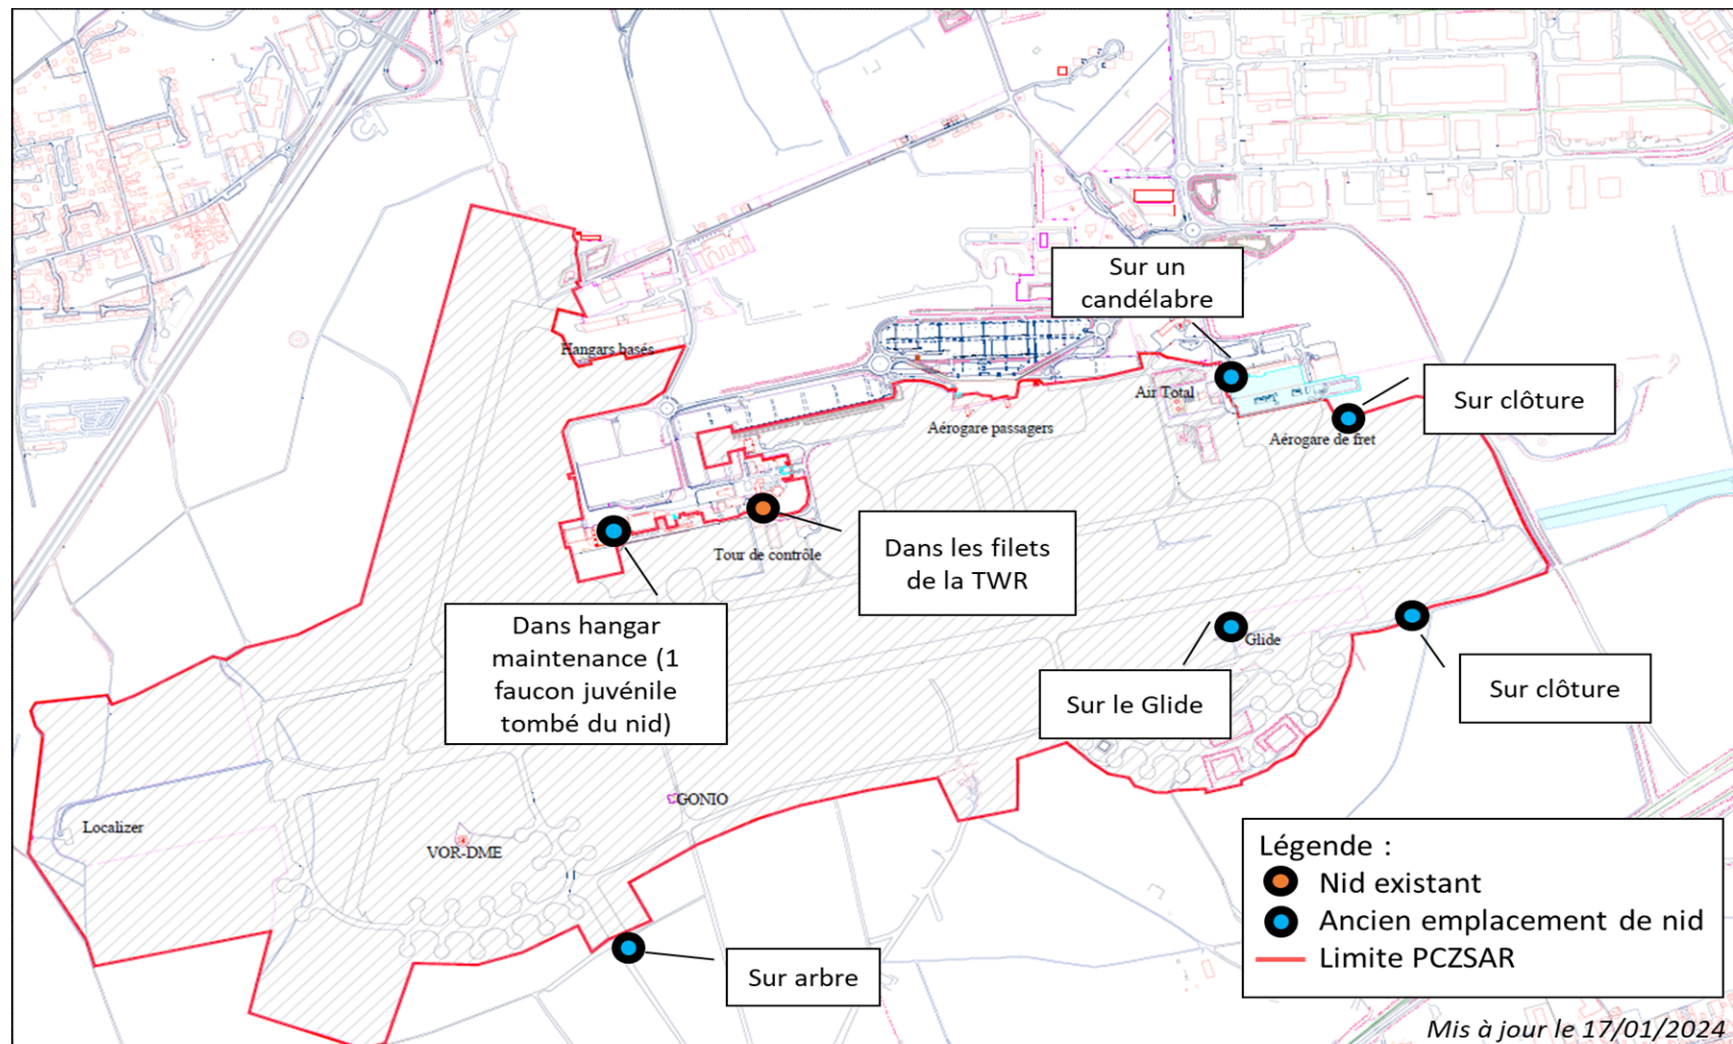 Sur un
candélabre
Hangars basés
Air Total
Sur clôture
Aérogare passagers
Aérogare de fret
Tour de contrôle
Dans les filets
de la TWR
Dans hangar
maintenance (1
faucon juvénile
tombé du nid)
Glide
Sur le Glide
Sur clôture
GONIO
Localizer
VOR-DME
Sur arbre
Légende :
Nid existant
Ancien emplacement de nid
Limite PCZSAR
Mis à jour le 17/01/2024